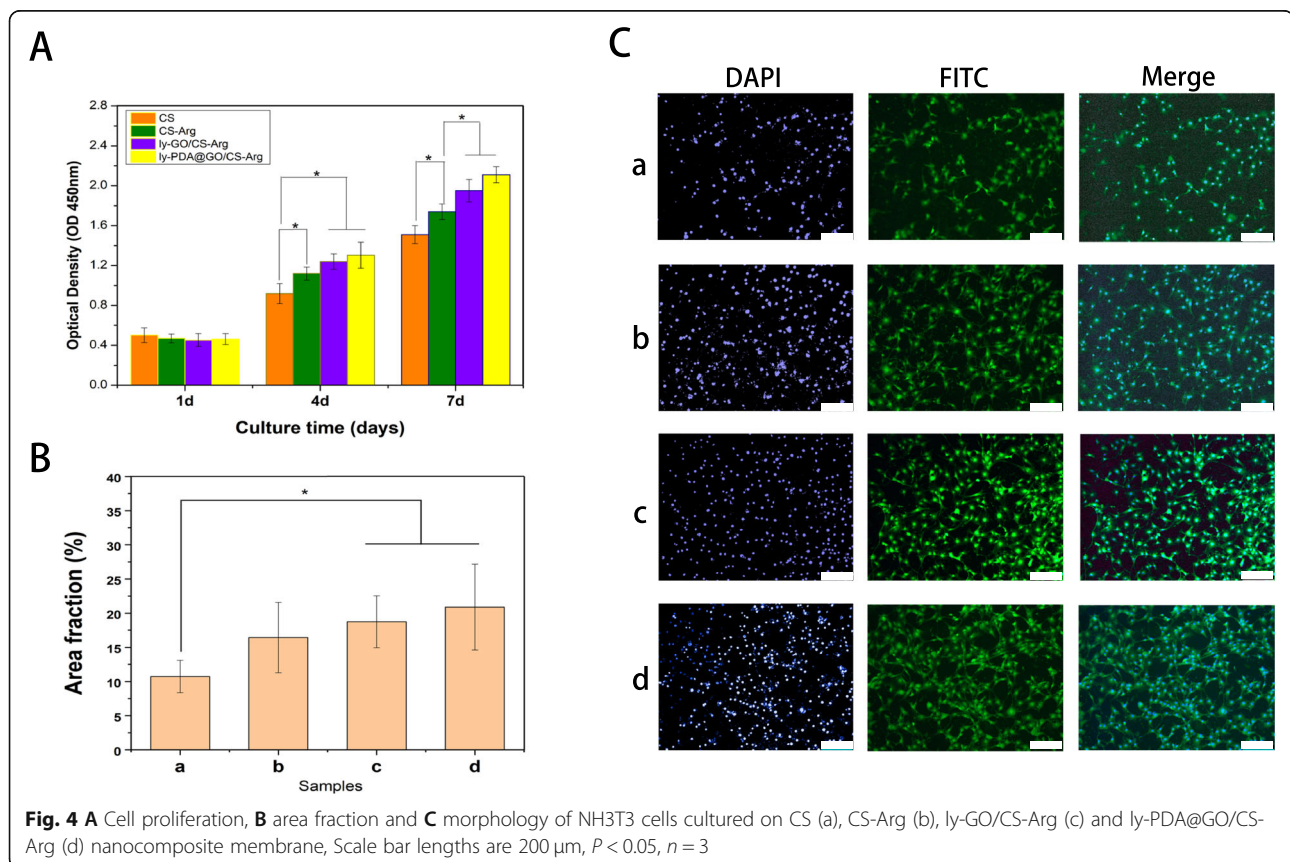 A
2.8
2.4
2.0
1.6
1.2
0.8
0.4
0.0
Optical Density (OD 450nm)
CS
CS-Arg
ly-GO/CS-Arg
ly-PDA@GO/CS-Arg
*
*
*
*
1d 4d 7d
Culture time (days)
B
40
35
30
25
20
15
10
5
0
Area fraction (%)
*
a b c d
Samples
C
DAPI FITC Merge
a
b
c
d
Fig. 4 A Cell proliferation, B area fraction and C morphology of NH3T3 cells cultured on CS (a), CS-Arg (b), ly-GO/CS-Arg (c) and ly-PDA@GO/CS-
Arg (d) nanocomposite membrane, Scale bar lengths are 200 μm, P < 0.05, n = 3